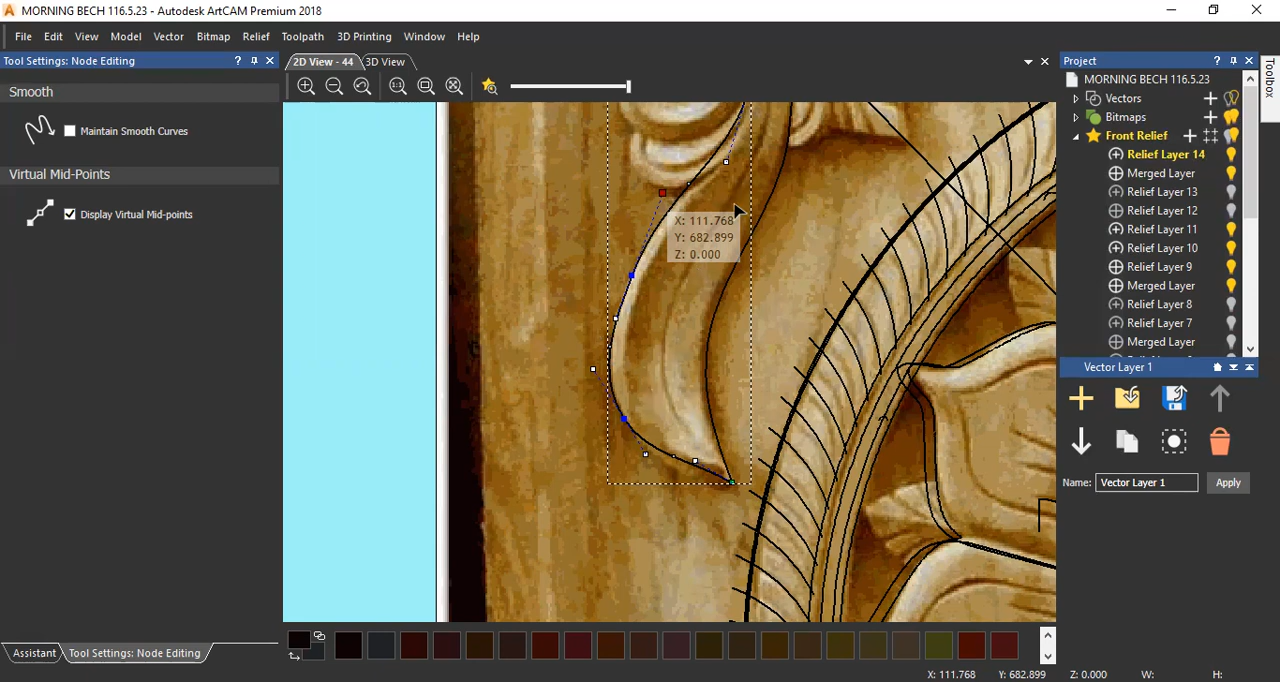 MORNING BECH 116.5.23 - Autodesk ArtCAM Premium 2018
File Edit View Model Vector Bitmap Relief Toolpath 3D Printing Window Help
Tool Settings: Node Editing
Smooth
Maintain Smooth Curves
Virtual Mid-Points
Display Virtual Mid-points
2D View - 44 3D View
1:1
X: 111.768
Y: 682.899
Z: 0.000
Project
MORNING BECH 116.5.23
Vectors
Bitmaps
Front Relief
Relief Layer 14
Merged Layer
Relief Layer 13
Relief Layer 12
Relief Layer 11
Relief Layer 10
Relief Layer 9
Merged Layer
Relief Layer 8
Relief Layer 7
Merged Layer
Toolbox
Vector Layer 1
Name: Vector Layer 1 Apply
Assistant Tool Settings: Node Editing
X: 111.768 Y: 682.899 Z: 0.000 W: H: